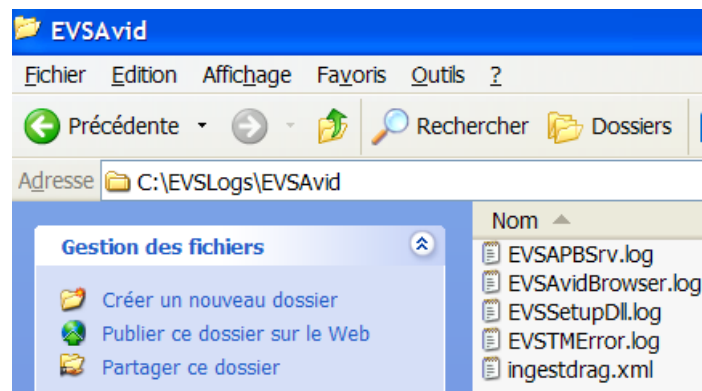 EVSAvid
Fichier Edition Affichage Favoris Outils ?
Précédente Rechercher Dossiers
Adresse C:\EVSLogs\EVSAvid
Nom
Gestion des fichiers
EVSAPBSrv.log
EVSAvidBrowser.log
Créer un nouveau dossier
EVSSetupDll.log
Publier ce dossier sur le Web
EVSTMError.log
Partager ce dossier
ingestdrag.xml